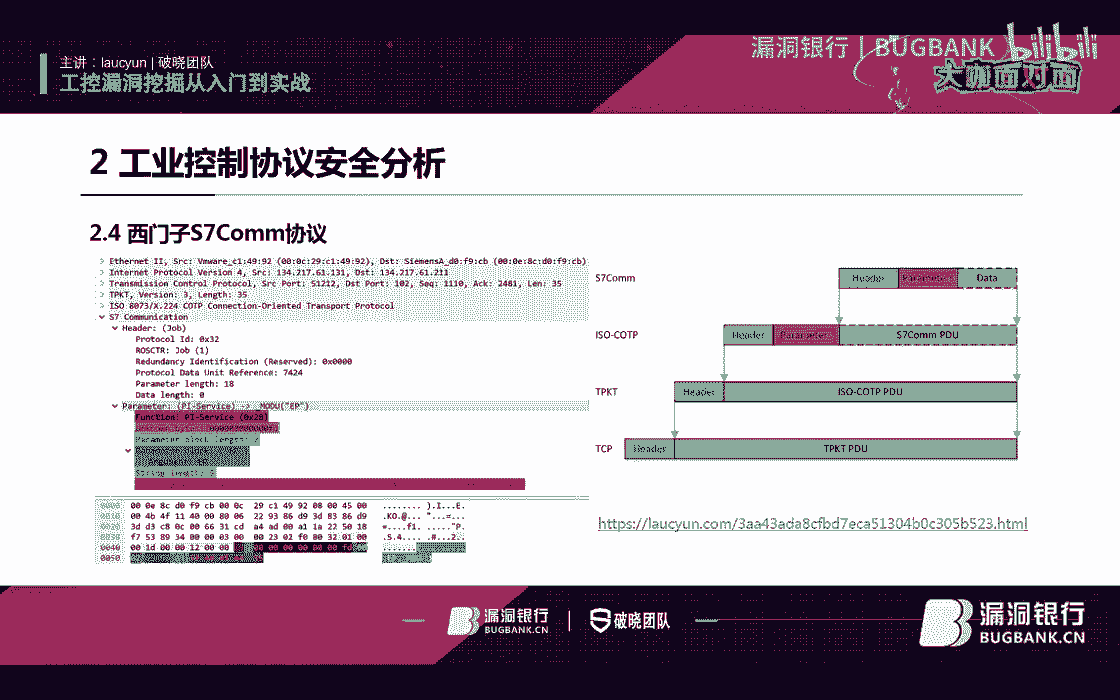 主讲：laucyun | 破晓团队
工控漏洞挖掘从入门到实战
漏洞银行 | BUGBANK
bilibili
大咖面对面
2 工业控制协议安全分析
2.4 西门子S7Comm协议
Ethernet II, Src: Vmware_c1:49:92 (00:0c:29:c1:49:92), Dst: SiemensA_d0:f9:cb (00:0e:8c:d0:f9:cb)
Internet Protocol Version 4, Src: 134.217.61.131, Dst: 134.217.61.211
Transmission Control Protocol, Src Port: 51212, Dst Port: 102, Seq: 1110, Ack: 2481, Len: 35
TPKT, Version: 3, Length: 35
ISO 8073/X.224 COTP Connection-Oriented Transport Protocol
S7 Communication
Header: (Job)
Protocol Id: 0x32
ROSCTR: Job (1)
Redundancy Identification (Reserved): 0x0000
Protocol Data Unit Reference: 7424
Parameter length: 18
Data length: 0
Parameter: (PI-Service) -> _MODU("EP")
Function: PI-Service (0x28)
Parameter block length: 2
String length: 5
0000 00 0e 8c d0 f9 cb 00 0c 29 c1 49 92 08 00 45 00
0010 00 4b 4f 11 40 00 80 06 22 93 86 d9 3d 83 86 d9
0020 3d d3 c8 0c 00 66 31 cd a4 ad 00 a1 1a 22 50 18
0030 f7 53 89 34 00 00 03 00 00 23 02 f0 80 32 01 00
0040 00 1d 00 00 12 00 00
0050
S7Comm
Header
Data
ISO-COTP
Header
S7Comm PDU
TPKT
Header
ISO-COTP PDU
TCP
Header
TPKT PDU
https://laucyun.com/3aa43ada8cfbd7eca51304b0c305b523.html
漏洞银行
BUGBANK.CN
破晓团队
漏洞银行
BUGBANK.CN